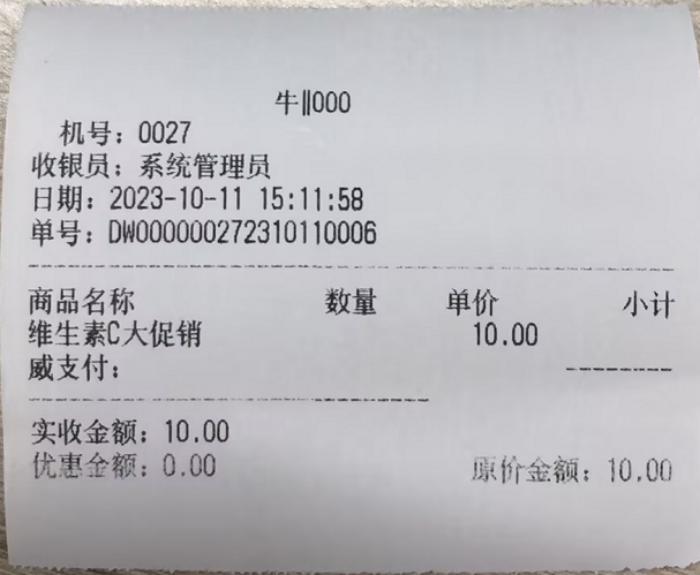 牛‖000
机号：0027
收银员：系统管理员
日期：2023-10-11 15:11:58
单号：DW000000272310110006
商品名称 数量 单价 小计
维生素C大促销 10.00
威支付：
实收金额：10.00
优惠金额：0.00 原价金额：10.00